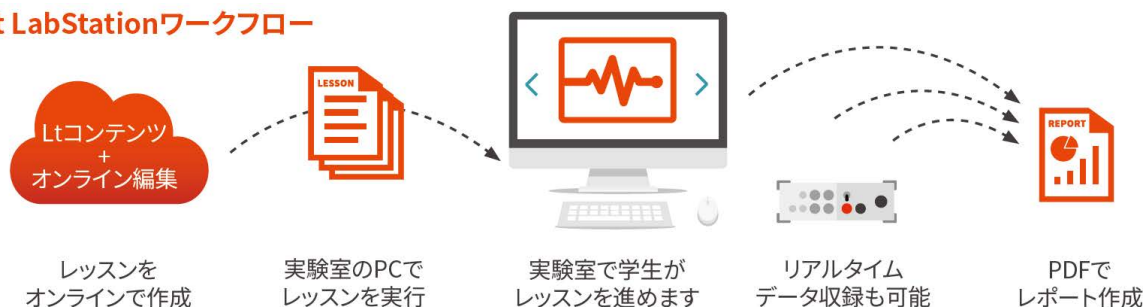 t LabStationワークフロー
Ltコンテンツ
+
オンライン編集
LESSON
REPORT
レッスンを
オンラインで作成
実験室のPCで
レッスンを実行
実験室で学生が
レッスンを進めます
リアルタイム
データ収録も可能
PDFで
レポート作成